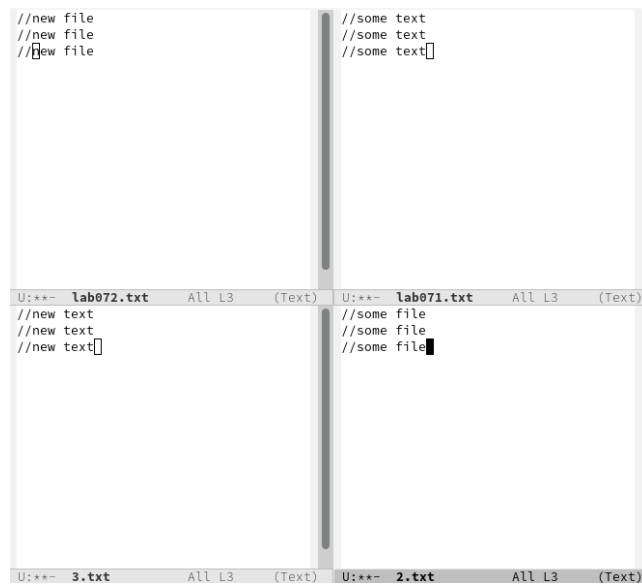 //new file
//new file
//new file
U:**-  lab072.txt     All L3     (Text)
//some text
//some text
//some text
U:**-  lab071.txt     All L3     (Text)
//new text
//new text
//new text
U:**-  3.txt          All L3     (Text)
//some file
//some file
//some file
U:**-  2.txt          All L3     (Text)